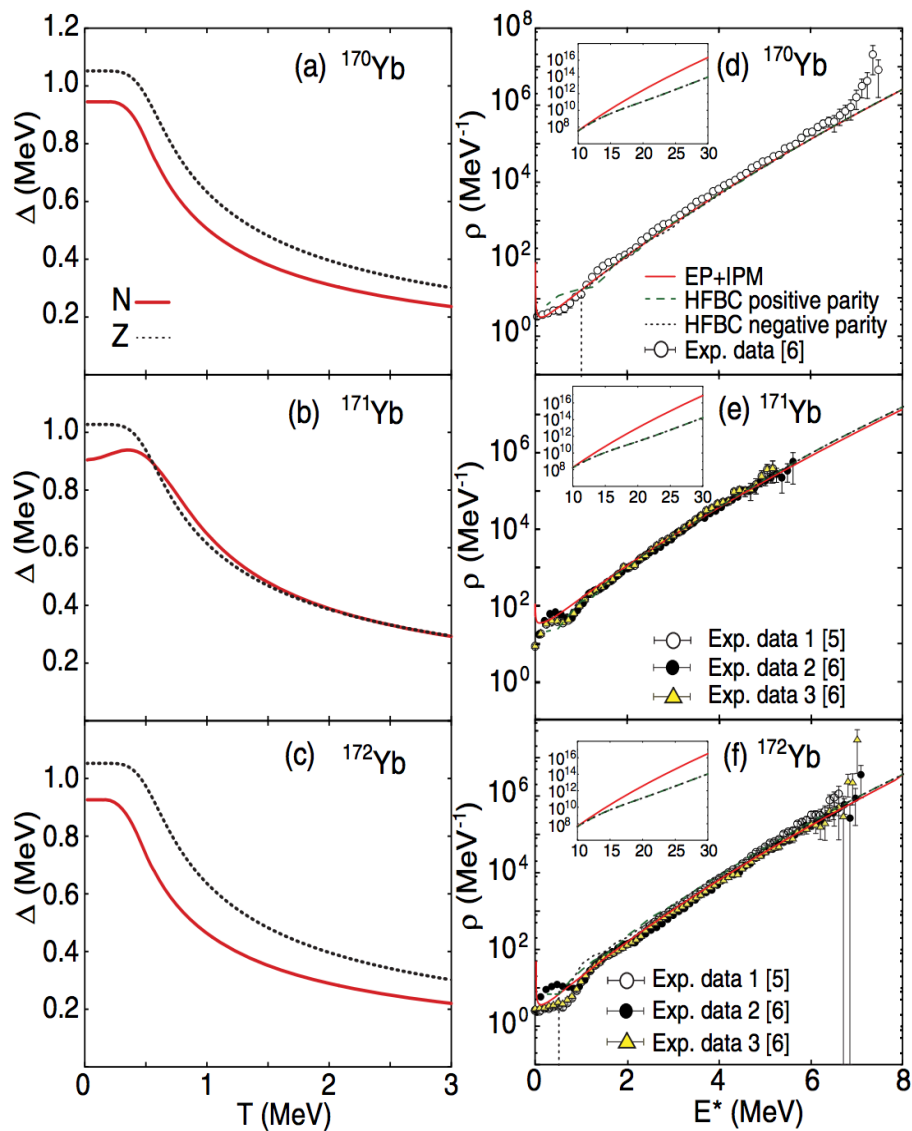 (a) ¹⁷⁰Yb
Δ (MeV)
1.2
1.0
0.8
0.6
0.4
0.2
N
Z
(b) ¹⁷¹Yb
Δ (MeV)
1.0
0.8
0.6
0.4
0.2
(c) ¹⁷²Yb
Δ (MeV)
1.0
0.8
0.6
0.4
0.2
0 1 2 3
T (MeV)
(d) ¹⁷⁰Yb
ρ (MeV⁻¹)
10⁸
10⁶
10⁴
10²
10⁰
10¹⁶
10¹⁴
10¹²
10¹⁰
10⁸
10 15 20 25 30
EP+IPM
HFBC positive parity
HFBC negative parity
Exp. data [6]
(e) ¹⁷¹Yb
ρ (MeV⁻¹)
10⁶
10⁴
10²
10⁰
10¹⁶
10¹⁴
10¹²
10¹⁰
10⁸
10 15 20 25 30
Exp. data 1 [5]
Exp. data 2 [6]
Exp. data 3 [6]
(f) ¹⁷²Yb
ρ (MeV⁻¹)
10⁶
10⁴
10²
10⁰
10¹⁶
10¹⁴
10¹²
10¹⁰
10⁸
10 15 20 25 30
Exp. data 1 [5]
Exp. data 2 [6]
Exp. data 3 [6]
0 2 4 6 8
E* (MeV)